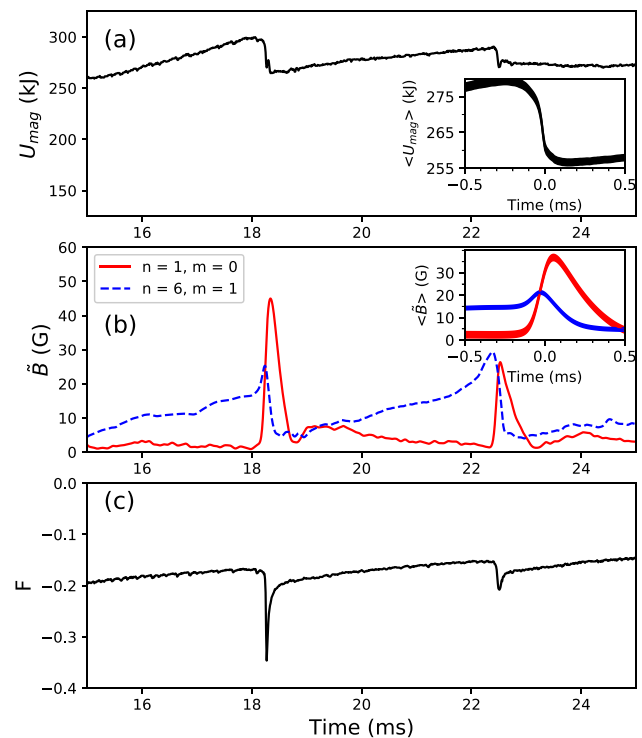 (a)
U_mag (kJ)
300
250
200
150
16 18 20 22 24
<U_mag> (kJ)
275
265
255
−0.5 0.0 0.5
Time (ms)
(b)
n = 1, m = 0
n = 6, m = 1
B̃ (G)
60
50
40
30
20
10
0
16 18 20 22 24
<B̃> (G)
30
20
10
0
−0.5 0.0 0.5
Time (ms)
(c)
F
0.0
−0.1
−0.2
−0.3
−0.4
16 18 20 22 24
Time (ms)